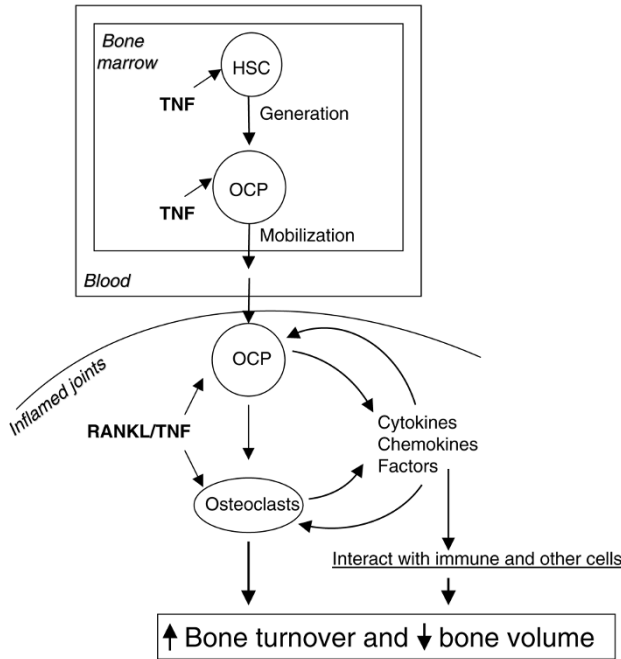 Bone
marrow
HSC
TNF
Generation
OCP
TNF
Mobilization
Blood
Inflamed joints
OCP
RANKL/TNF
Cytokines
Chemokines
Factors
Osteoclasts
Interact with immune and other cells
↑ Bone turnover and ↓ bone volume